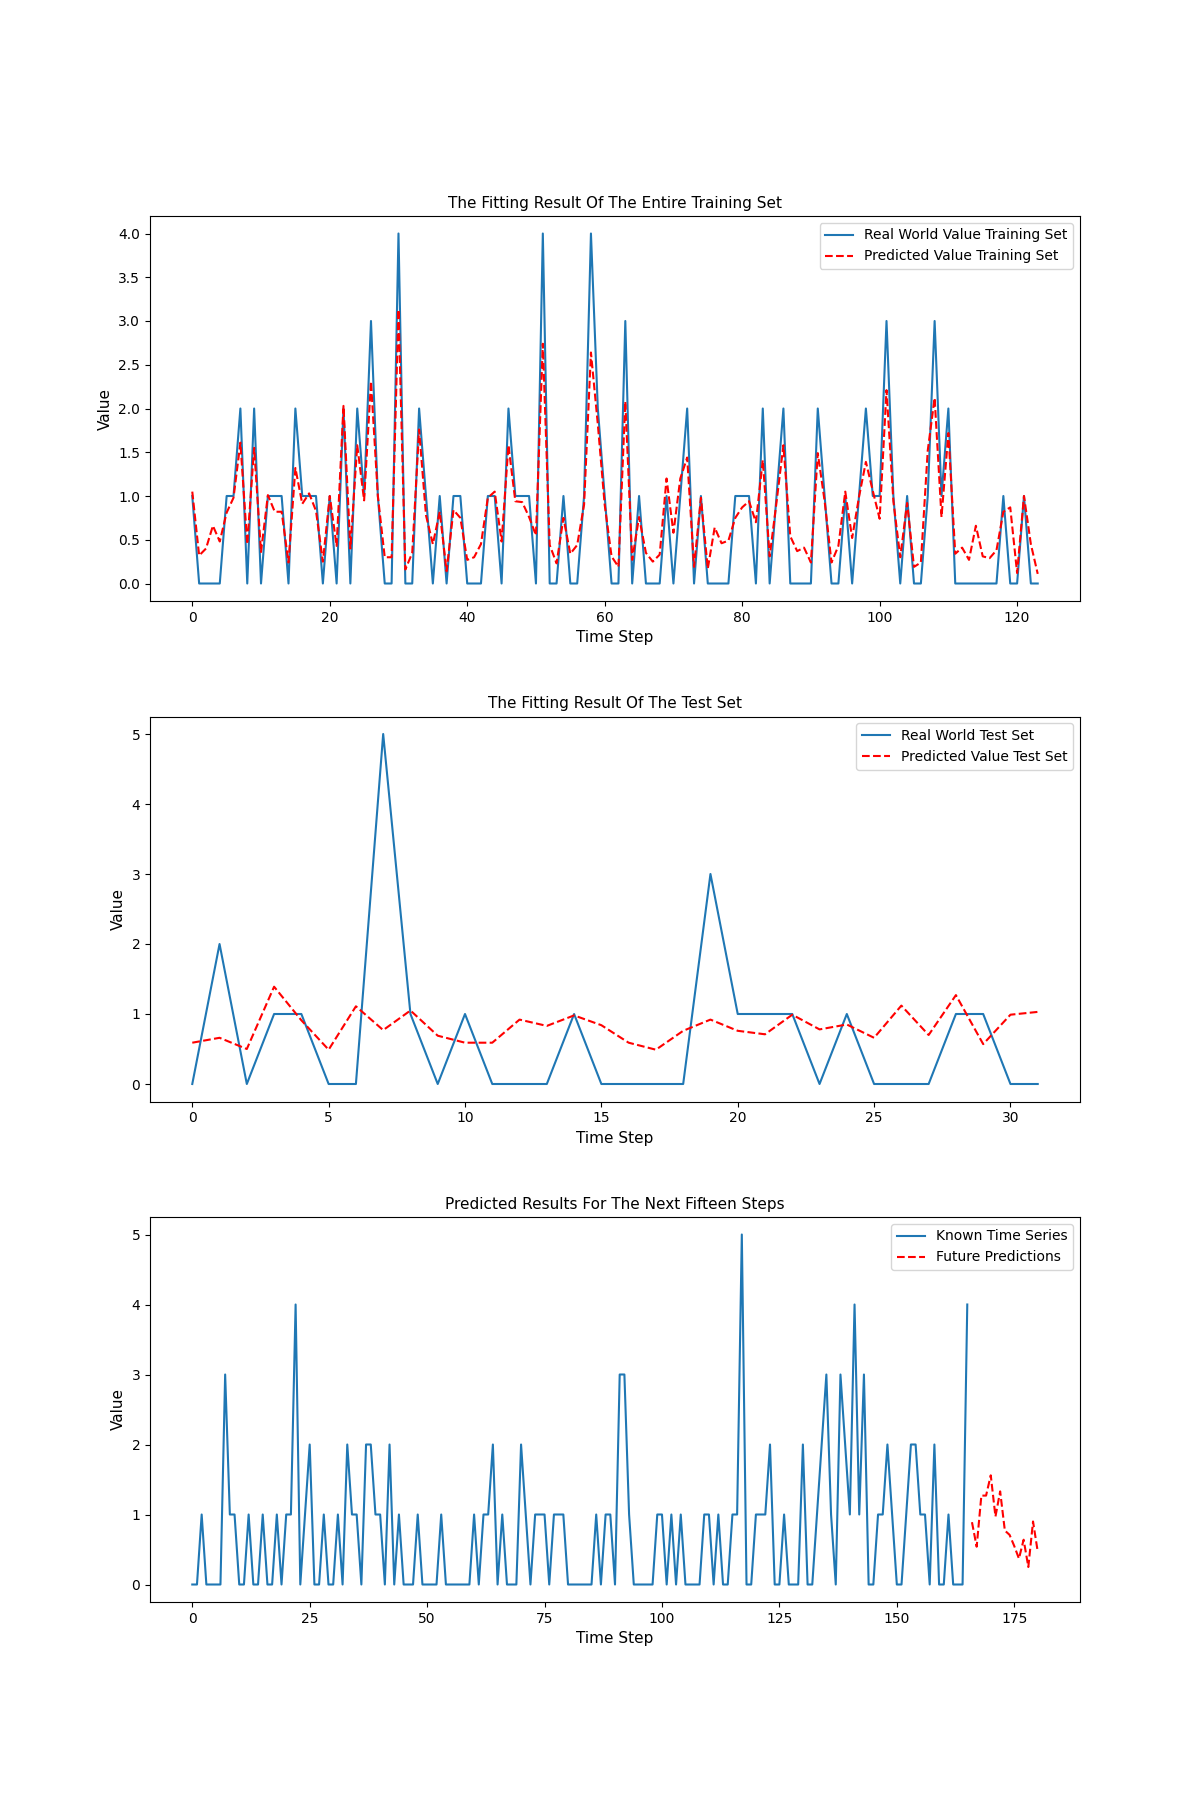 The Fitting Result Of The Entire Training Set
Real World Value Training Set
Predicted Value Training Set
4.0
3.5
3.0
2.5
2.0
1.5
1.0
0.5
0.0
Value
0 20 40 60 80 100 120
Time Step
The Fitting Result Of The Test Set
Real World Test Set
Predicted Value Test Set
5
4
3
2
1
0
Value
0 5 10 15 20 25 30
Time Step
Predicted Results For The Next Fifteen Steps
Known Time Series
Future Predictions
5
4
3
2
1
0
Value
0 25 50 75 100 125 150 175
Time Step